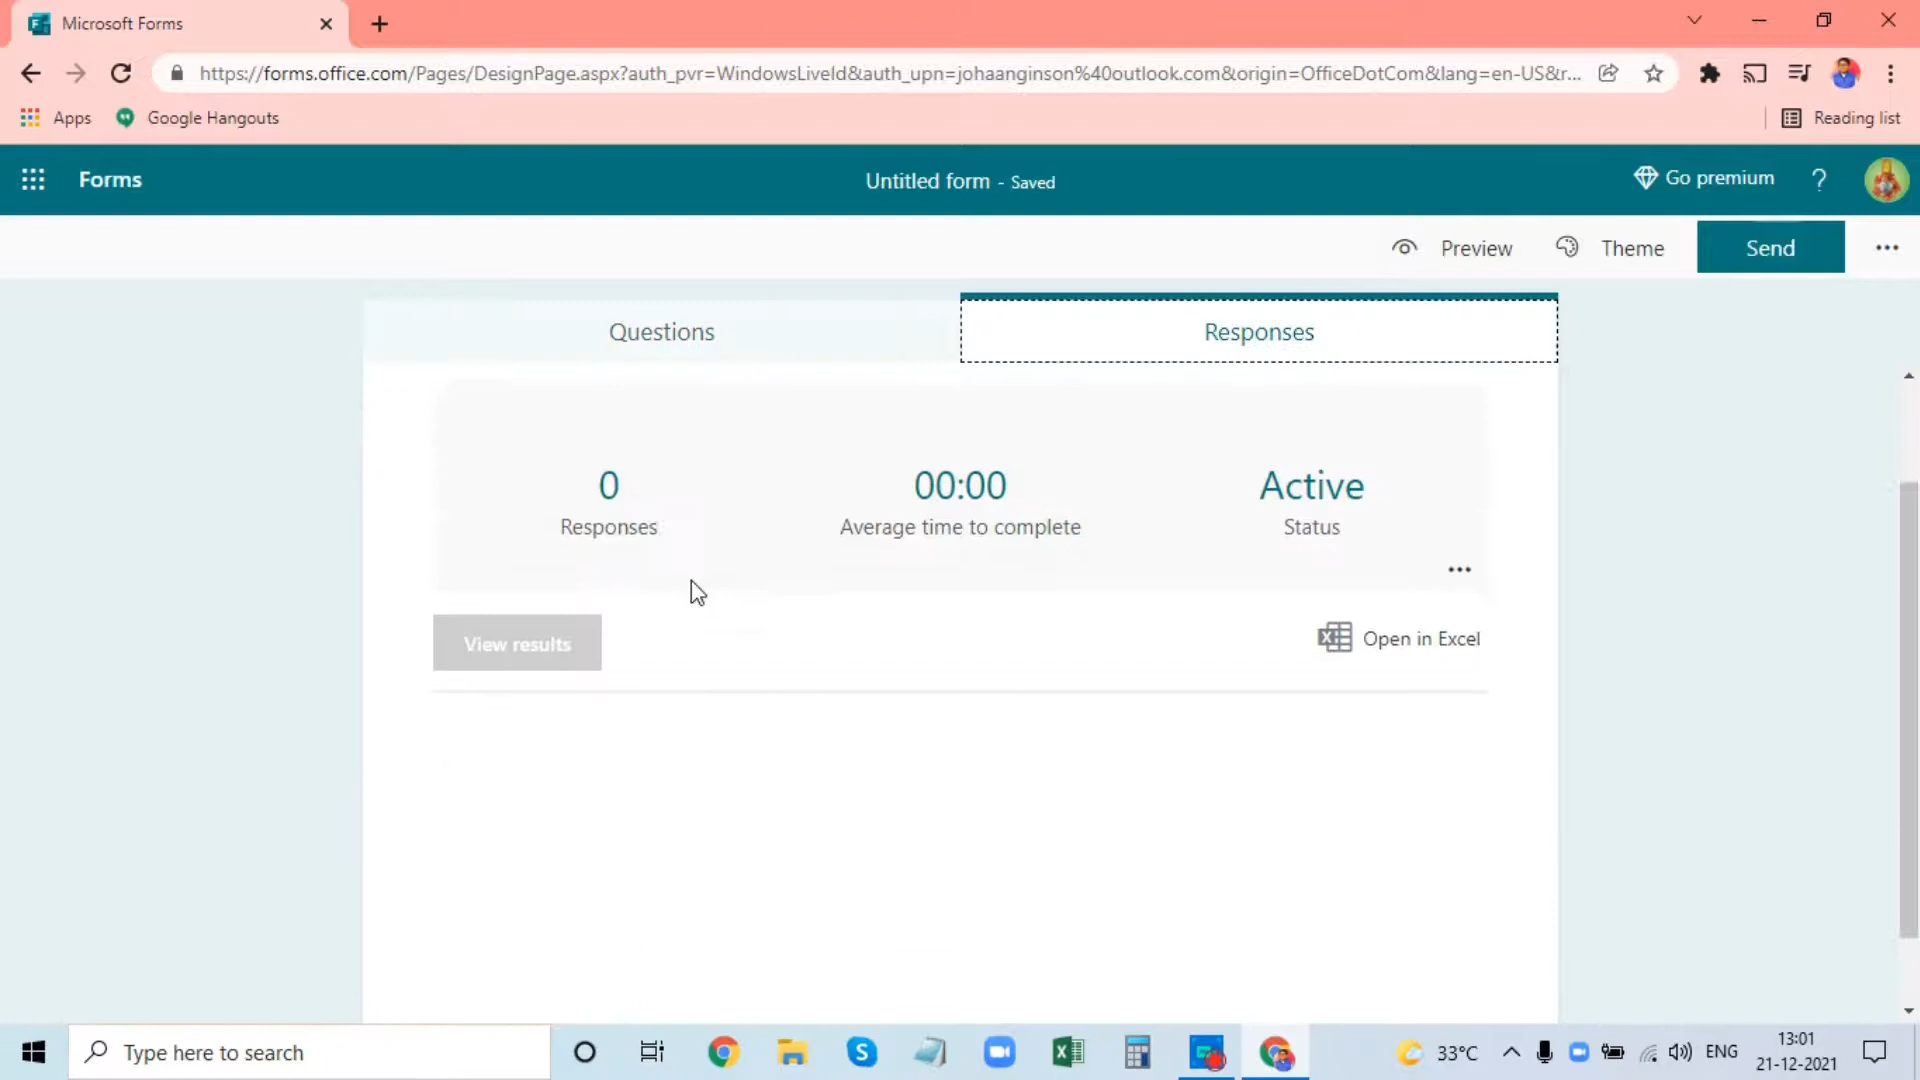 Microsoft Forms
https://forms.office.com/Pages/DesignPage.aspx?auth_pvr=WindowsLiveId&auth_upn=johaanginson%40outlook.com&origin=OfficeDotCom&lang=en-US&r...
Apps
Google Hangouts
Reading list
Forms
Untitled form - Saved
Go premium
?
Preview
Theme
Send
Questions
Responses
0
Responses
00:00
Average time to complete
Active
Status
View results
Open in Excel
Type here to search
33°C
ENG
13:01
21-12-2021